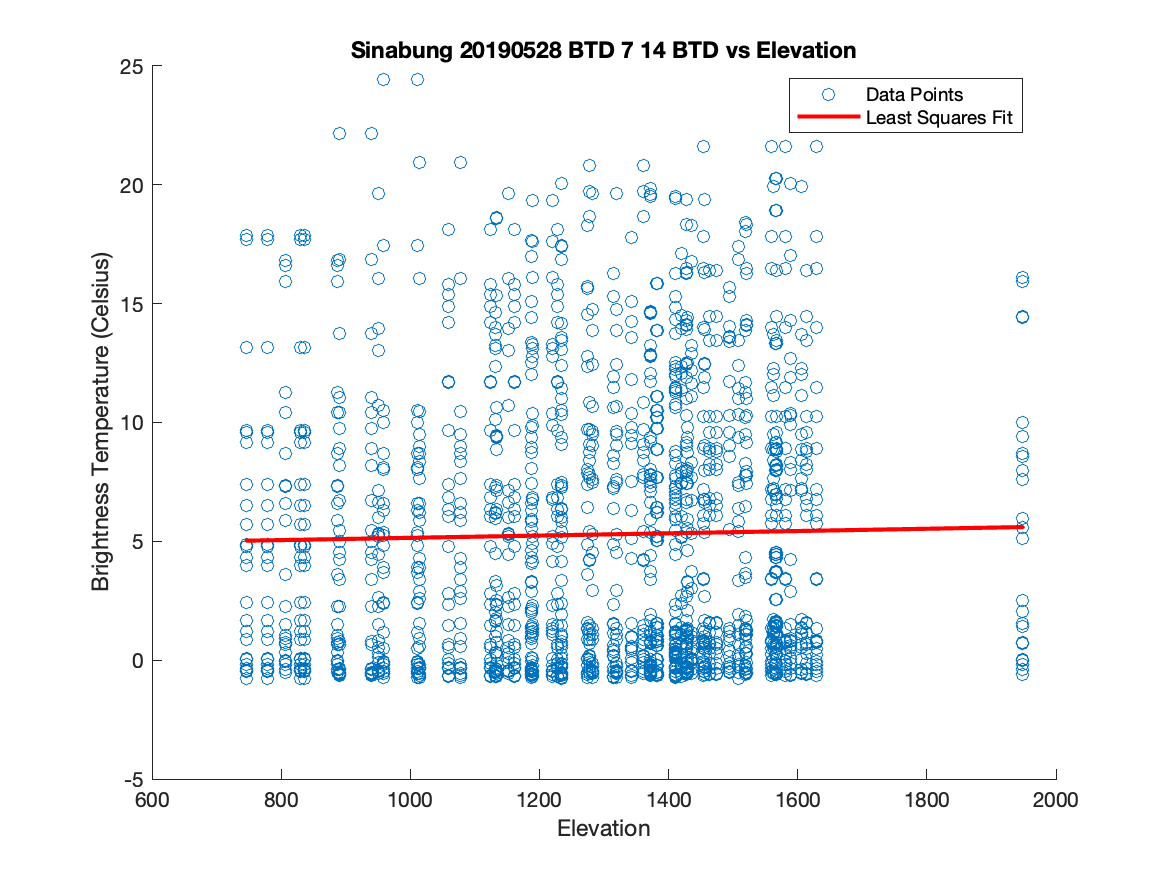 Sinabung 20190528 BTD 7 14 BTD vs Elevation
25
20
15
10
5
0
-5
Brightness Temperature (Celsius)
Data Points
Least Squares Fit
600 800 1000 1200 1400 1600 1800 2000
Elevation